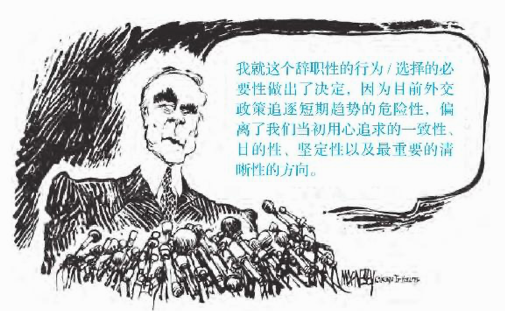 我就这个辞职性的行为/选择的必
要性做出了决定，因为目前外交
政策追逐短期趋势的危险性，偏
离了我们当初用心追求的一致性、
目的性、坚定性以及最重要的清
晰性的方向。